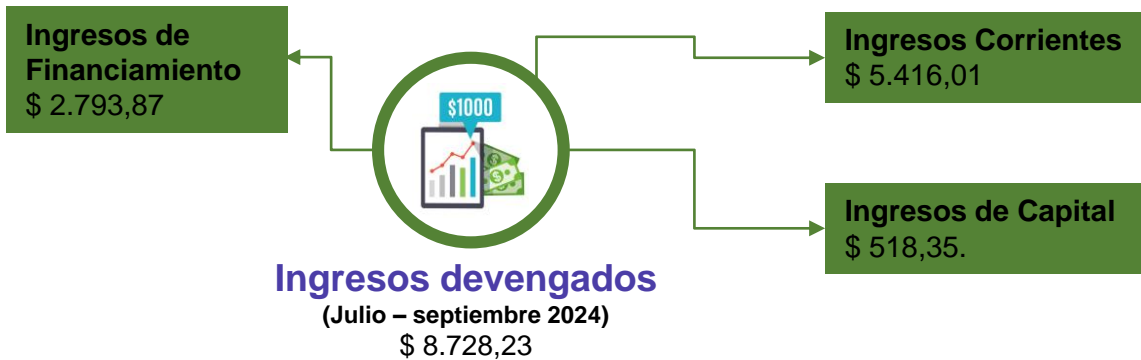 Ingresos de
Financiamiento
$ 2.793,87
$1000
Ingresos Corrientes
$ 5.416,01
Ingresos de Capital
$ 518,35.
Ingresos devengados
(Julio – septiembre 2024)
$ 8.728,23